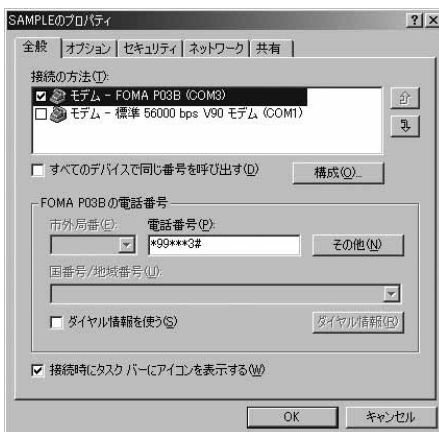 SAMPLEのプロパティ
全般 オプション セキュリティ ネットワーク 共有
接続の方法(T):
モデム - FOMA P03B (COM3)
モデム - 標準 56000 bps V90 モデム (COM1)
すべてのデバイスで同じ番号を呼び出す(D)
構成(O)...
FOMA P03Bの電話番号
市外局番(E):
電話番号(P):
*99***3#
その他(N)
国番号/地域番号(U):
ダイヤル情報を使う(S)
ダイヤル情報(R)
接続時にタスク バーにアイコンを表示する(W)
OK
キャンセル